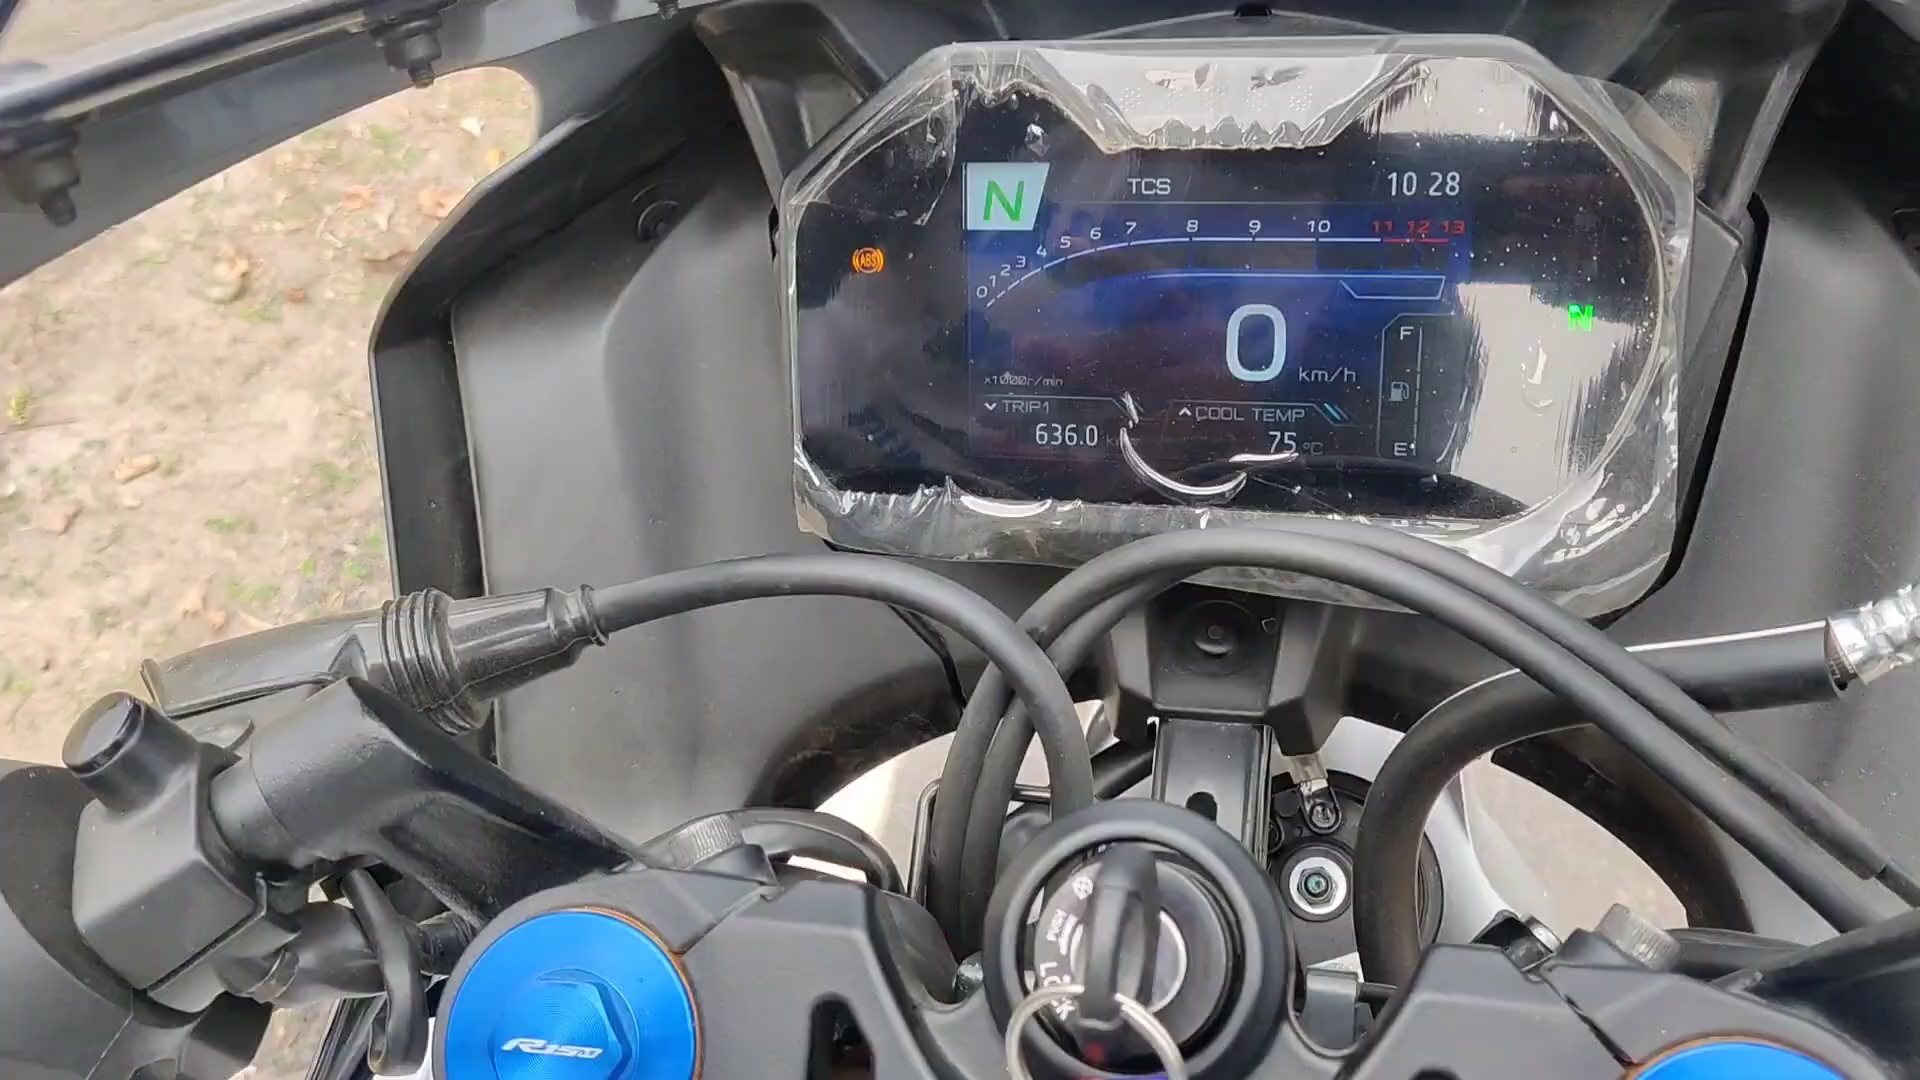 N
TCS
10 28
0 1 2 3 4 5 6 7 8 9 10 11 12 13
ABS
0 km/h
F
N
x1000r/min
TRIP1
COOL TEMP
636.0
75 °C
E
LOCK
R15